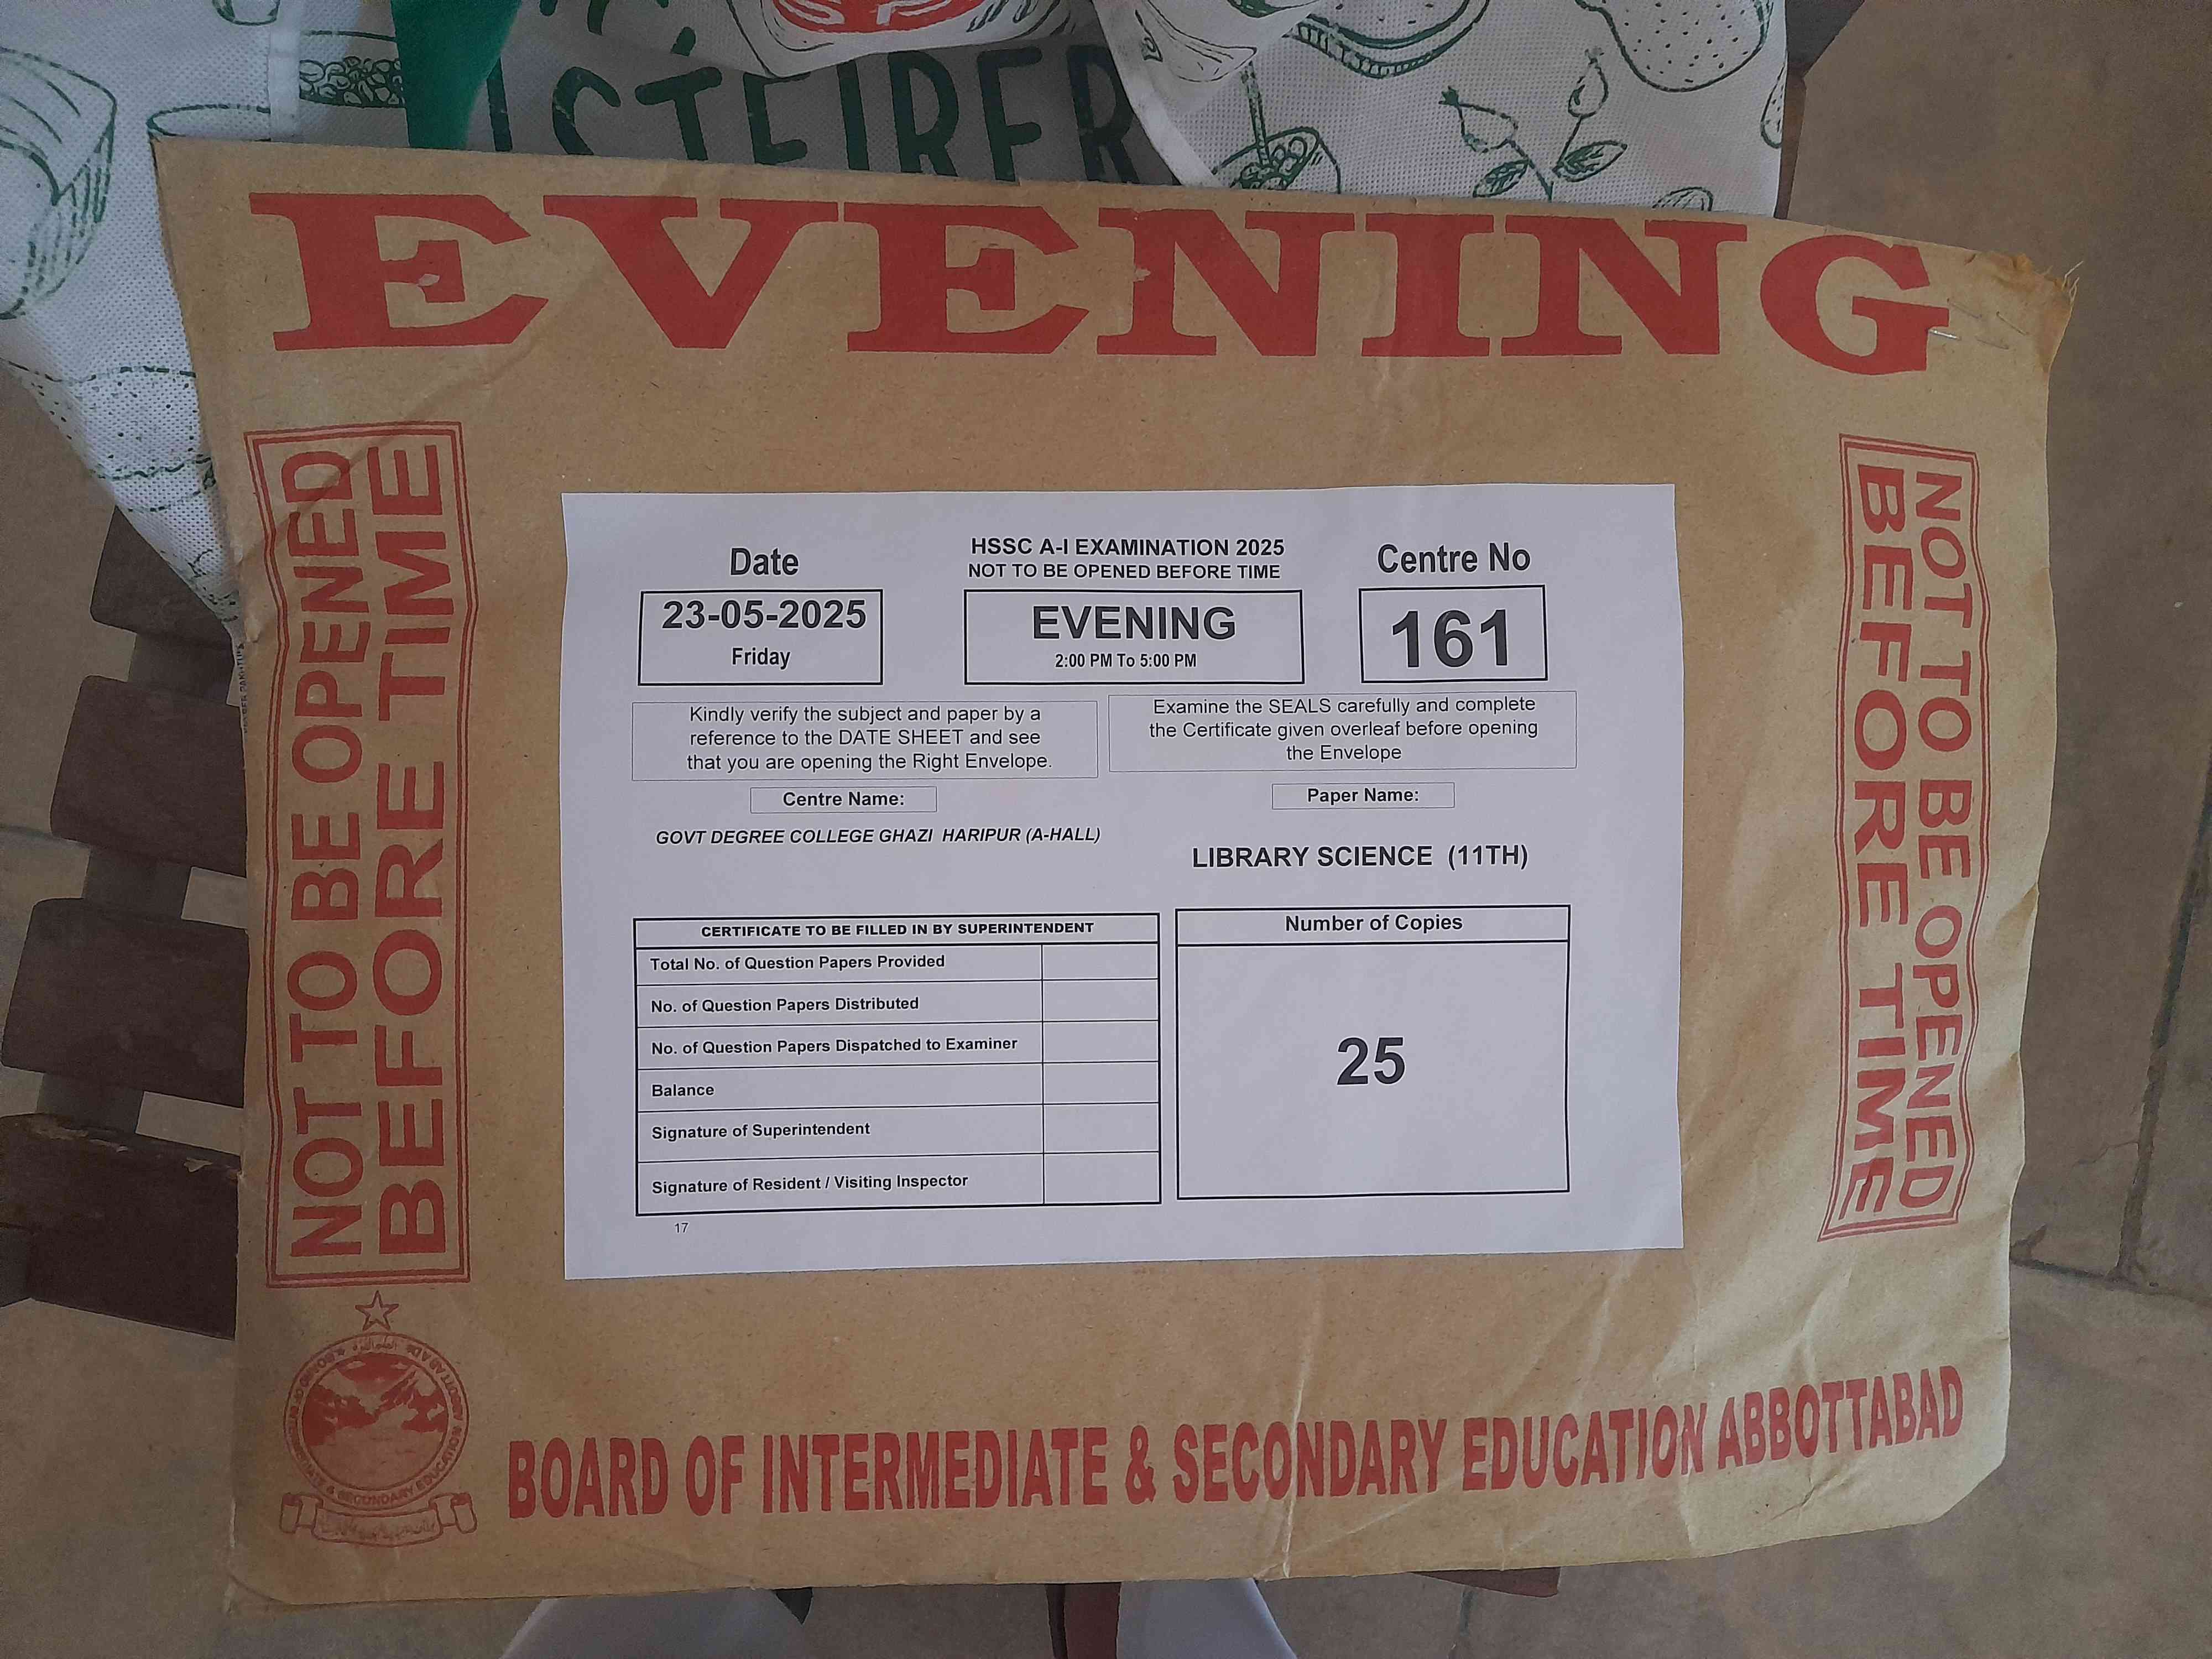 EVENING
NOT TO BE OPENED
BEFORE TIME
NOT TO BE OPENED
BEFORE TIME
Date
23-05-2025
Friday
HSSC A-I EXAMINATION 2025
NOT TO BE OPENED BEFORE TIME
EVENING
2:00 PM To 5:00 PM
Centre No
161
Kindly verify the subject and paper by a
reference to the DATE SHEET and see
that you are opening the Right Envelope.
Examine the SEALS carefully and complete
the Certificate given overleaf before opening
the Envelope
Centre Name:
GOVT DEGREE COLLEGE GHAZI HARIPUR (A-HALL)
Paper Name:
LIBRARY SCIENCE (11TH)
CERTIFICATE TO BE FILLED IN BY SUPERINTENDENT
Total No. of Question Papers Provided
No. of Question Papers Distributed
No. of Question Papers Dispatched to Examiner
Balance
Signature of Superintendent
Signature of Resident / Visiting Inspector
17
Number of Copies
25
BOARD OF INTERMEDIATE & SECONDARY EDUCATION ABBOTTABAD